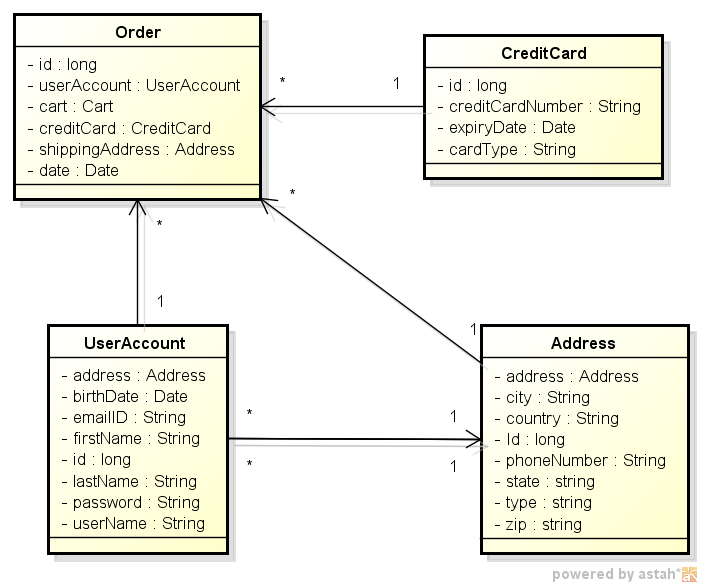 Order
- id : long
- userAccount : UserAccount
- cart : Cart
- creditCard : CreditCard
- shippingAddress : Address
- date : Date
* 1
CreditCard
- id : long
- creditCardNumber : String
- expiryDate : Date
- cardType : String
*
*
1
1
UserAccount
- address : Address
- birthDate : Date
- emailID : String
- firstName : String
- id : long
- lastName : String
- password : String
- userName : String
* 1
* 1
Address
- address : Address
- city : String
- country : String
- Id : long
- phoneNumber : String
- state : string
- type : string
- zip : string
powered by astah*